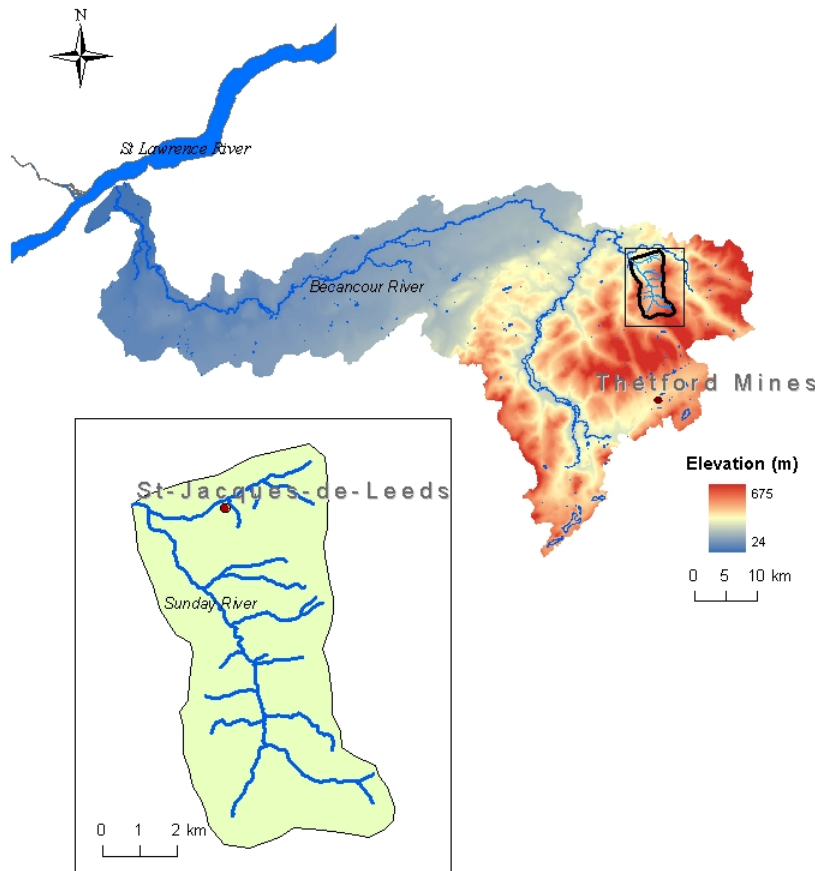 N
St Lawrence River
Bécancour River
Thetford Mines
St-Jacques-de-Leeds
Elevation (m)
675
24
0 5 10 km
Sunday River
0 1 2 km